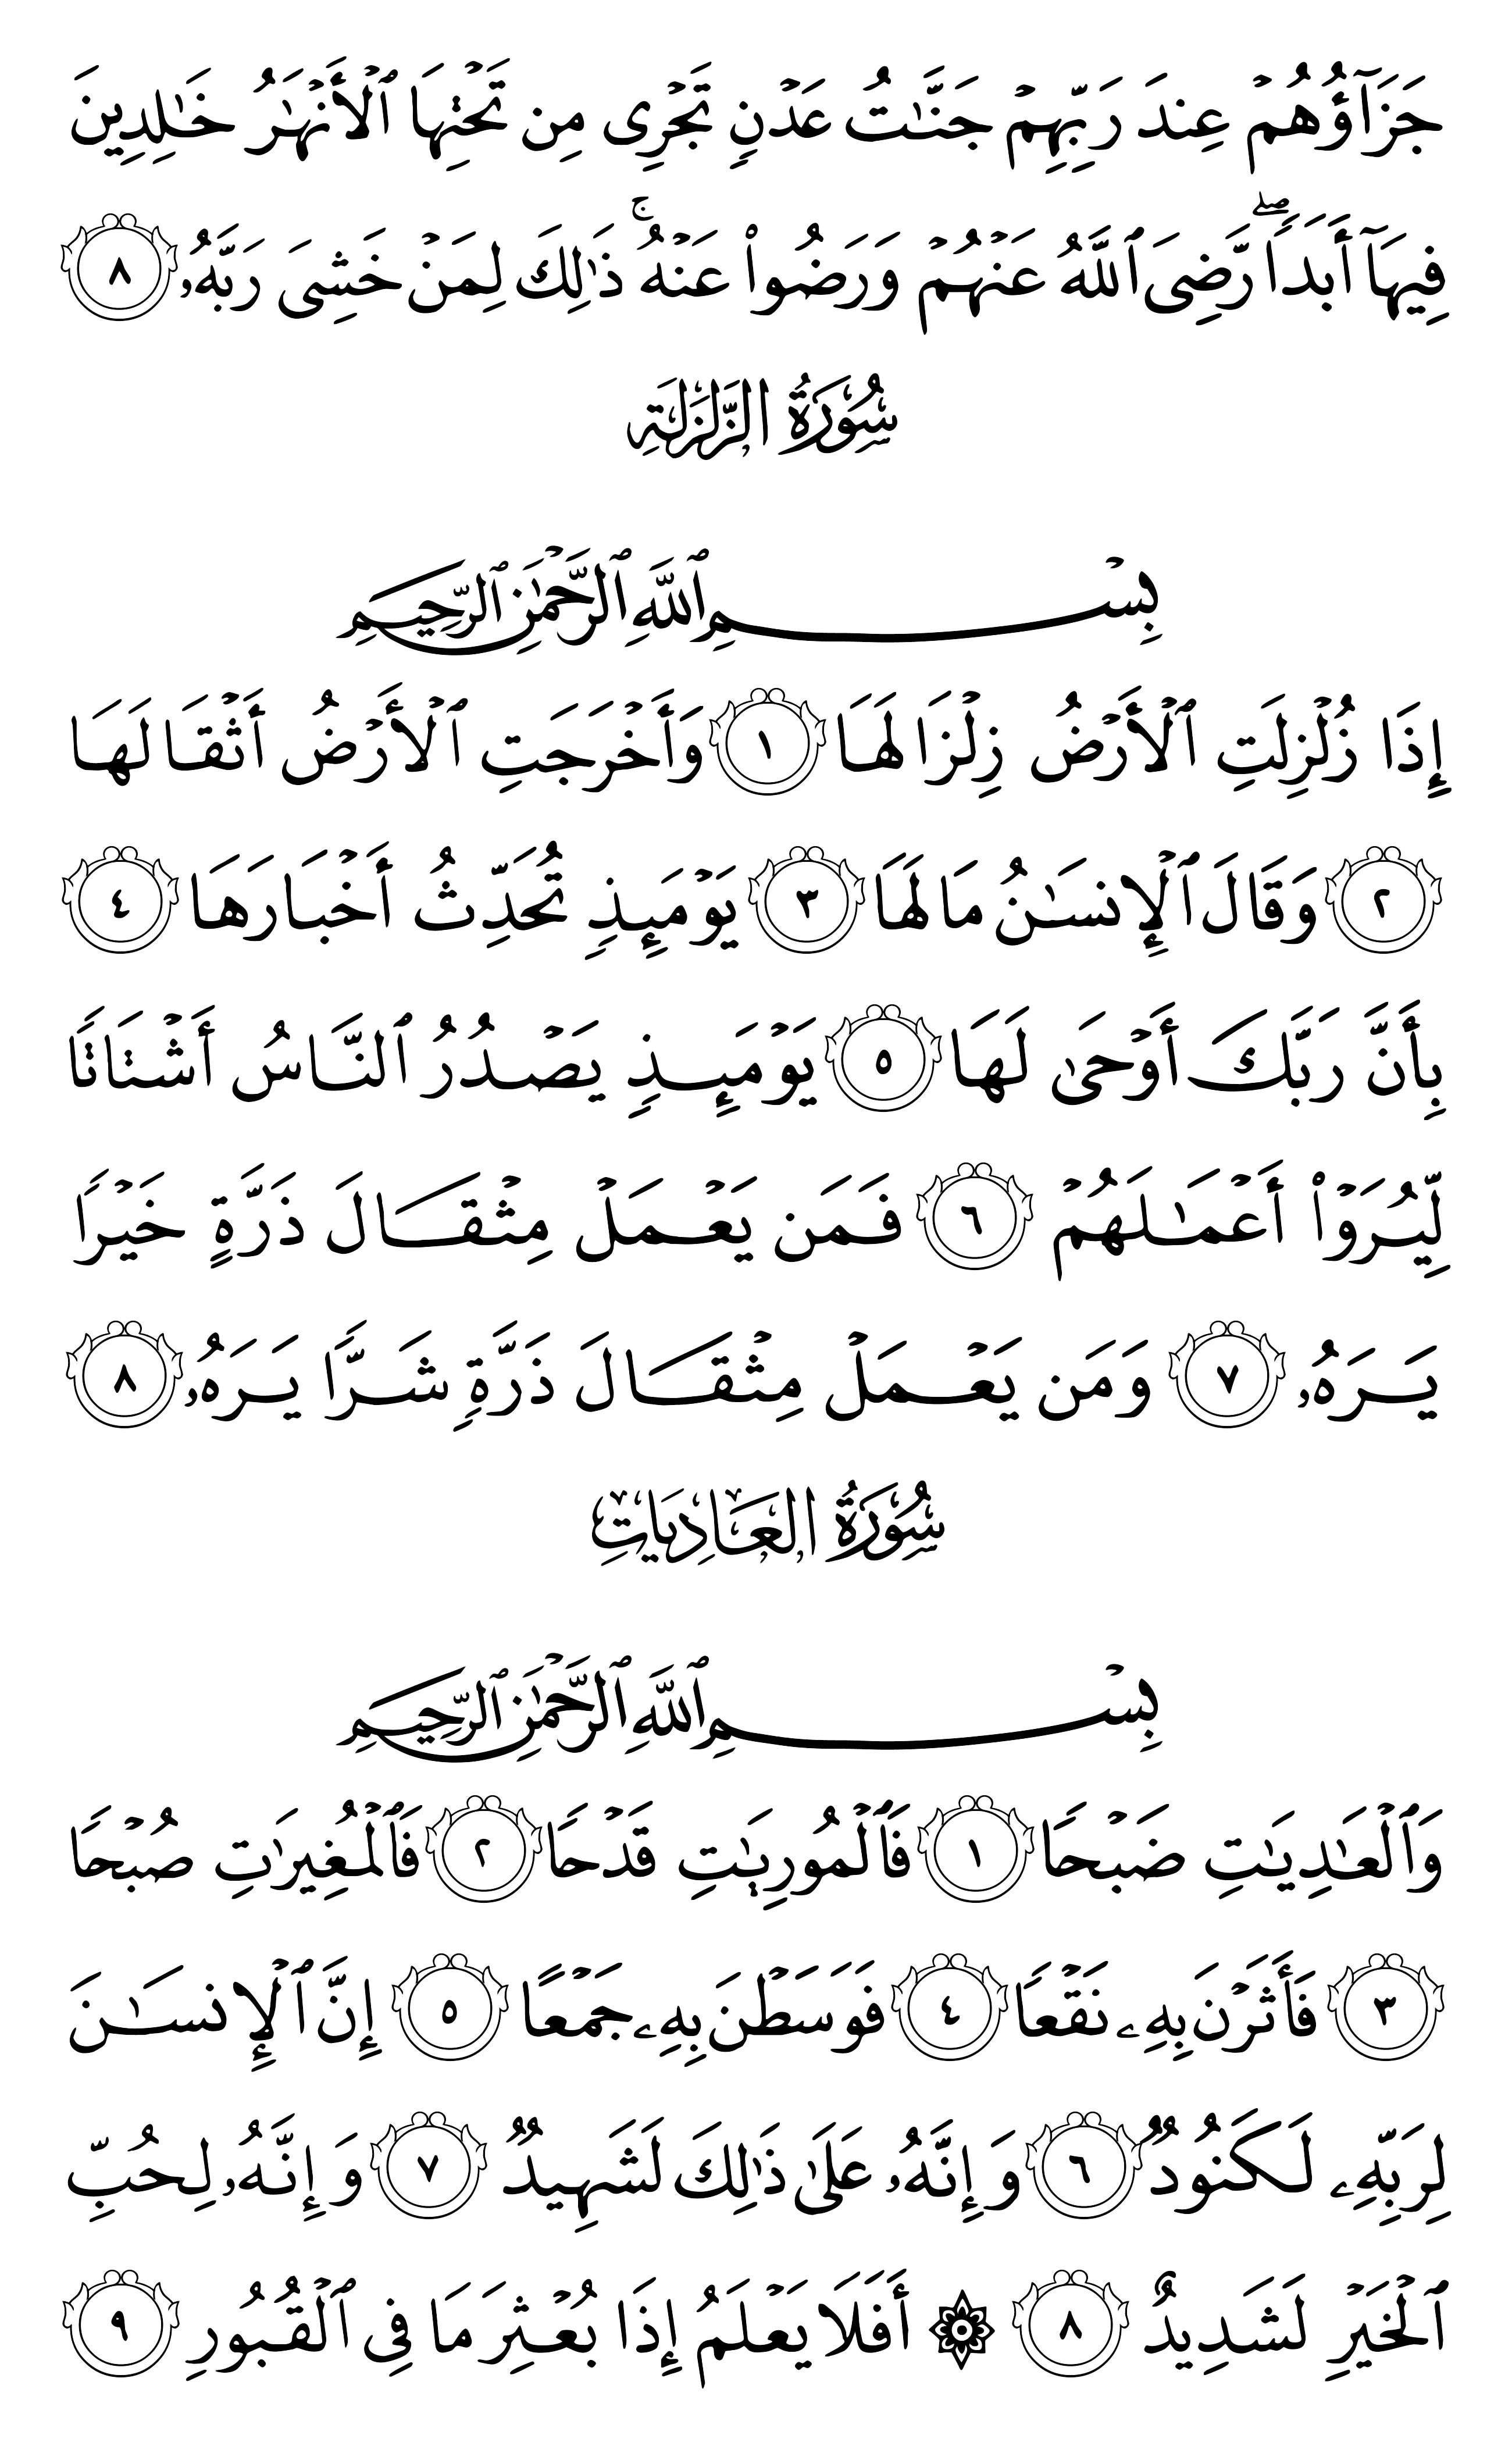 جَزَآؤُهُمۡ عِندَ رَبِّهِمۡ جَنَّٰتُ عَدۡنٖ تَجۡرِي مِن تَحۡتِهَا ٱلۡأَنۡهَٰرُ خَٰلِدِينَ
فِيهَآ أَبَدٗاۖ رَّضِيَ ٱللَّهُ عَنۡهُمۡ وَرَضُواْ عَنۡهُۚ ذَٰلِكَ لِمَنۡ خَشِيَ رَبَّهُۥ ٨
سُورَةُ الزَّلۡزَلَةِ
بِسۡمِ ٱللَّهِ ٱلرَّحۡمَٰنِ ٱلرَّحِيمِ
إِذَا زُلۡزِلَتِ ٱلۡأَرۡضُ زِلۡزَالَهَا ١ وَأَخۡرَجَتِ ٱلۡأَرۡضُ أَثۡقَالَهَا
٢ وَقَالَ ٱلۡإِنسَٰنُ مَا لَهَا ٣ يَوۡمَئِذٖ تُحَدِّثُ أَخۡبَارَهَا ٤
بِأَنَّ رَبَّكَ أَوۡحَىٰ لَهَا ٥ يَوۡمَئِذٖ يَصۡدُرُ ٱلنَّاسُ أَشۡتَاتٗا
لِّيُرَوۡاْ أَعۡمَٰلَهُمۡ ٦ فَمَن يَعۡمَلۡ مِثۡقَالَ ذَرَّةٍ خَيۡرٗا
يَرَهُۥ ٧ وَمَن يَعۡمَلۡ مِثۡقَالَ ذَرَّةٖ شَرّٗا يَرَهُۥ ٨
سُورَةُ العَادِيَاتِ
بِسۡمِ ٱللَّهِ ٱلرَّحۡمَٰنِ ٱلرَّحِيمِ
وَٱلۡعَٰدِيَٰتِ ضَبۡحٗا ١ فَٱلۡمُورِيَٰتِ قَدۡحٗا ٢ فَٱلۡمُغِيرَٰتِ صُبۡحٗا
٣ فَأَثَرۡنَ بِهِۦ نَقۡعٗا ٤ فَوَسَطۡنَ بِهِۦ جَمۡعًا ٥ إِنَّ ٱلۡإِنسَٰنَ
لِرَبِّهِۦ لَكَنُودٞ ٦ وَإِنَّهُۥ عَلَىٰ ذَٰلِكَ لَشَهِيدٞ ٧ وَإِنَّهُۥ لِحُبِّ
ٱلۡخَيۡرِ لَشَدِيدٌ ٨ ۞ أَفَلَا يَعۡلَمُ إِذَا بُعۡثِرَ مَا فِي ٱلۡقُبُورِ ٩